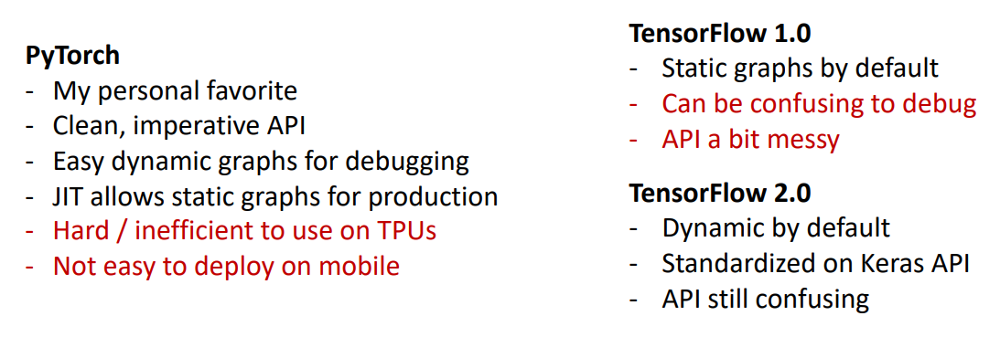 PyTorch
- My personal favorite
- Clean, imperative API
- Easy dynamic graphs for debugging
- JIT allows static graphs for production
- Hard / inefficient to use on TPUs
- Not easy to deploy on mobile
TensorFlow 1.0
- Static graphs by default
- Can be confusing to debug
- API a bit messy
TensorFlow 2.0
- Dynamic by default
- Standardized on Keras API
- API still confusing